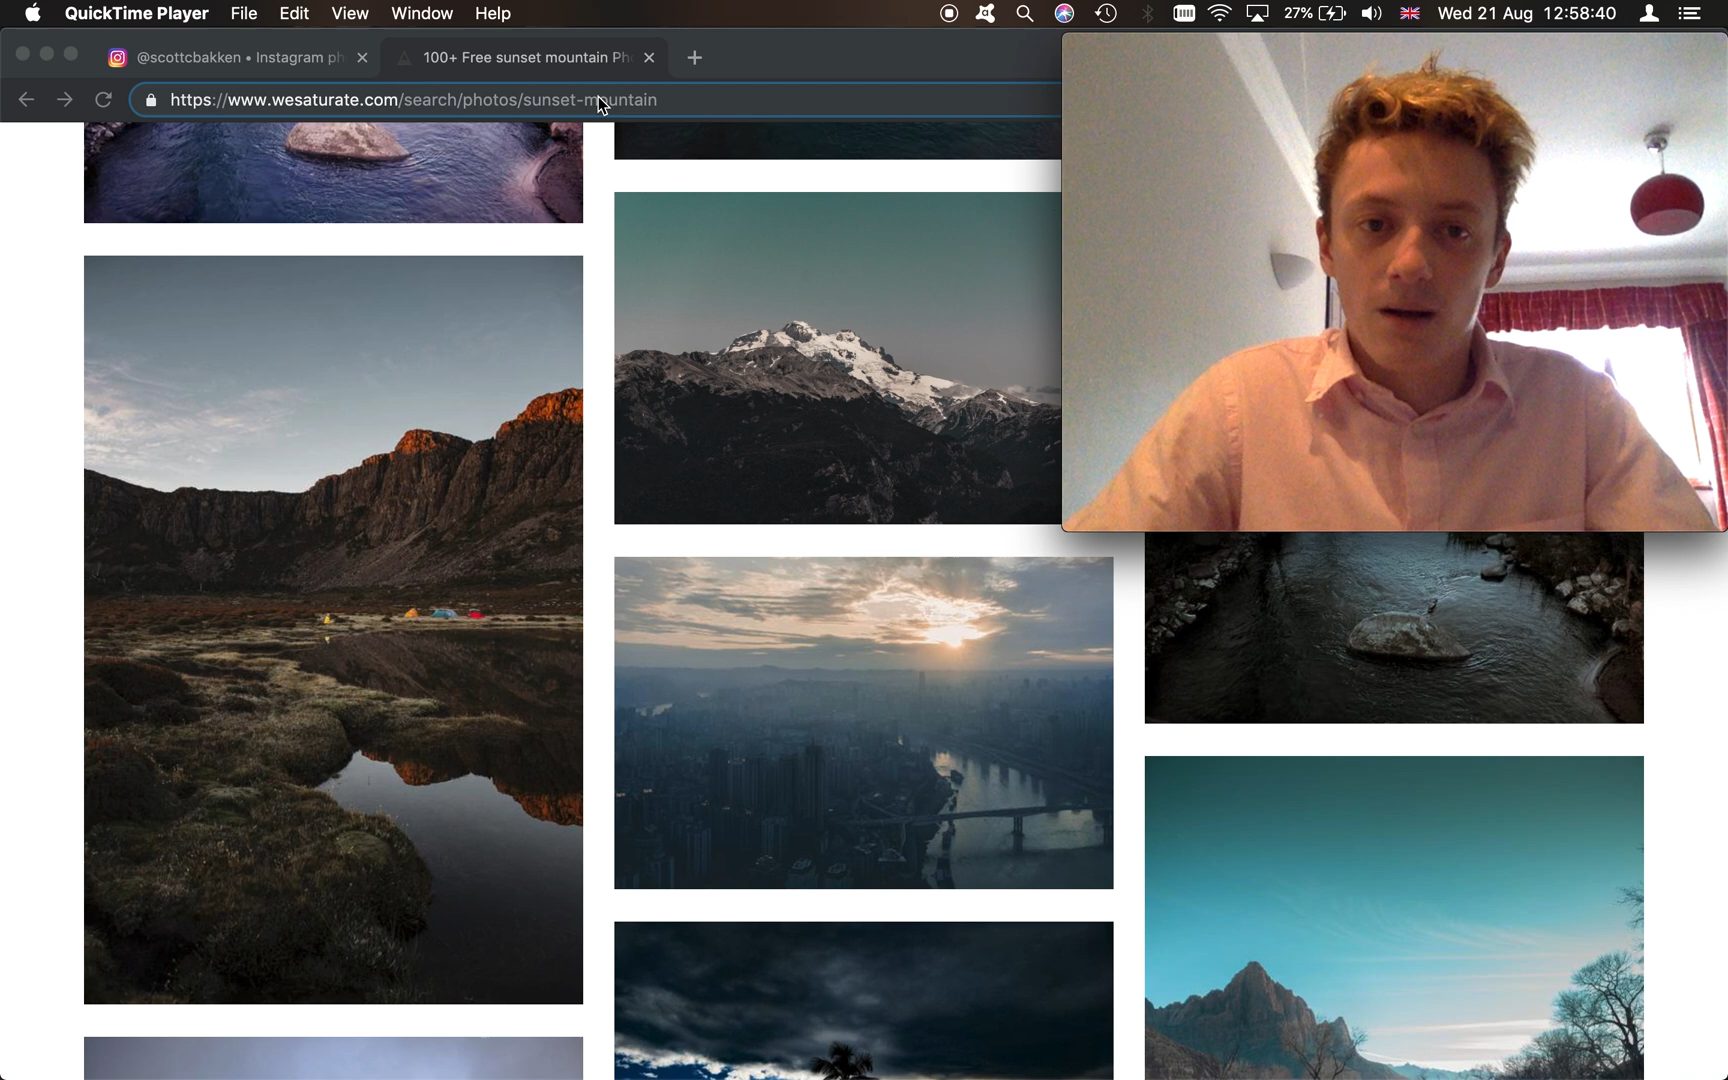 QuickTime Player File Edit View Window Help 27% Wed 21 Aug 12:58:40
@scottcbakken • Instagram ph 100+ Free sunset mountain Pho
https://www.wesaturate.com/search/photos/sunset-mountain